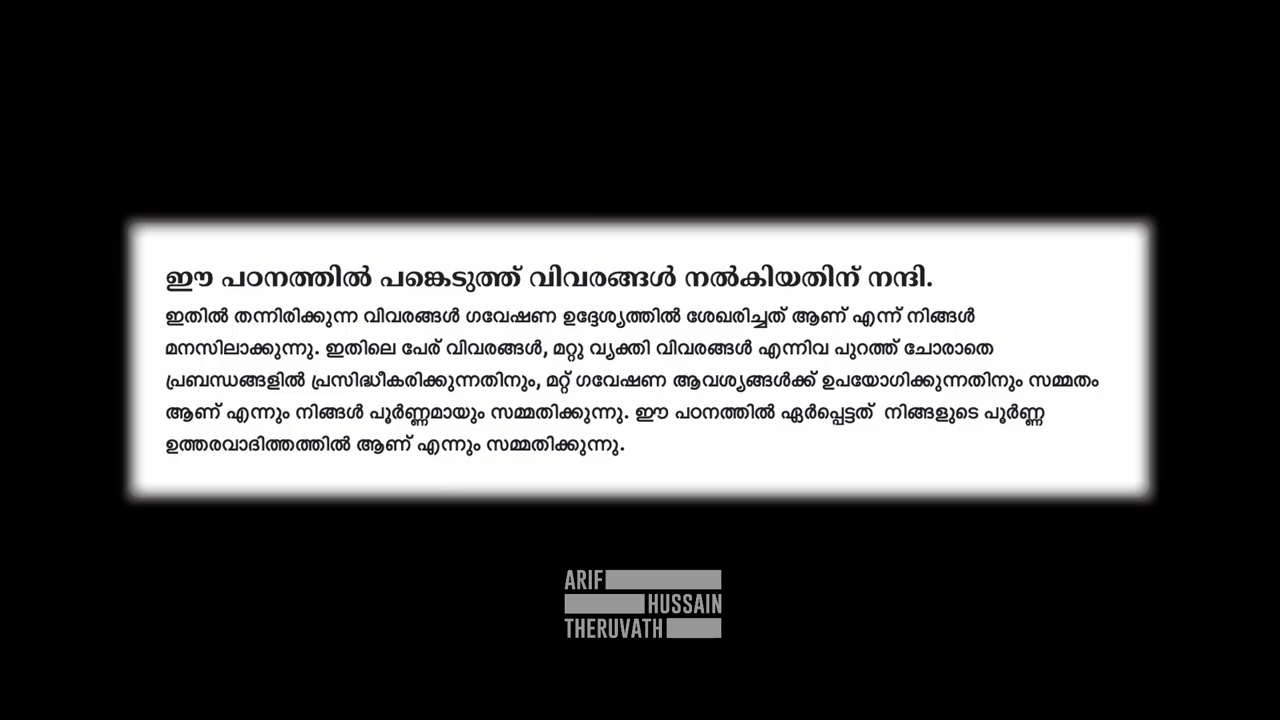 ഈ പഠനത്തിൽ പങ്കെടുത്ത് വിവരങ്ങൾ നൽകിയതിന് നന്ദി.
ഇതിൽ തന്നിരിക്കുന്ന വിവരങ്ങൾ ഗവേഷണ ഉദ്ദേശ്യത്തിൽ ശേഖരിച്ചത് ആണ് എന്ന് നിങ്ങൾ
മനസിലാക്കുന്നു. ഇതിലെ പേര് വിവരങ്ങൾ, മറ്റു വ്യക്തി വിവരങ്ങൾ എന്നിവ പുറത്ത് ചോരാതെ
പ്രബന്ധങ്ങളിൽ പ്രസിദ്ധീകരിക്കുന്നതിനും, മറ്റ് ഗവേഷണ ആവശ്യങ്ങൾക്ക് ഉപയോഗിക്കുന്നതിനും സമ്മതം
ആണ് എന്നും നിങ്ങൾ പൂർണ്ണമായും സമ്മതിക്കുന്നു. ഈ പഠനത്തിൽ ഏർപ്പെട്ടത് നിങ്ങളുടെ പൂർണ്ണ
ഉത്തരവാദിത്തത്തിൽ ആണ് എന്നും സമ്മതിക്കുന്നു.
ARIF
HUSSAIN
THERUVATH